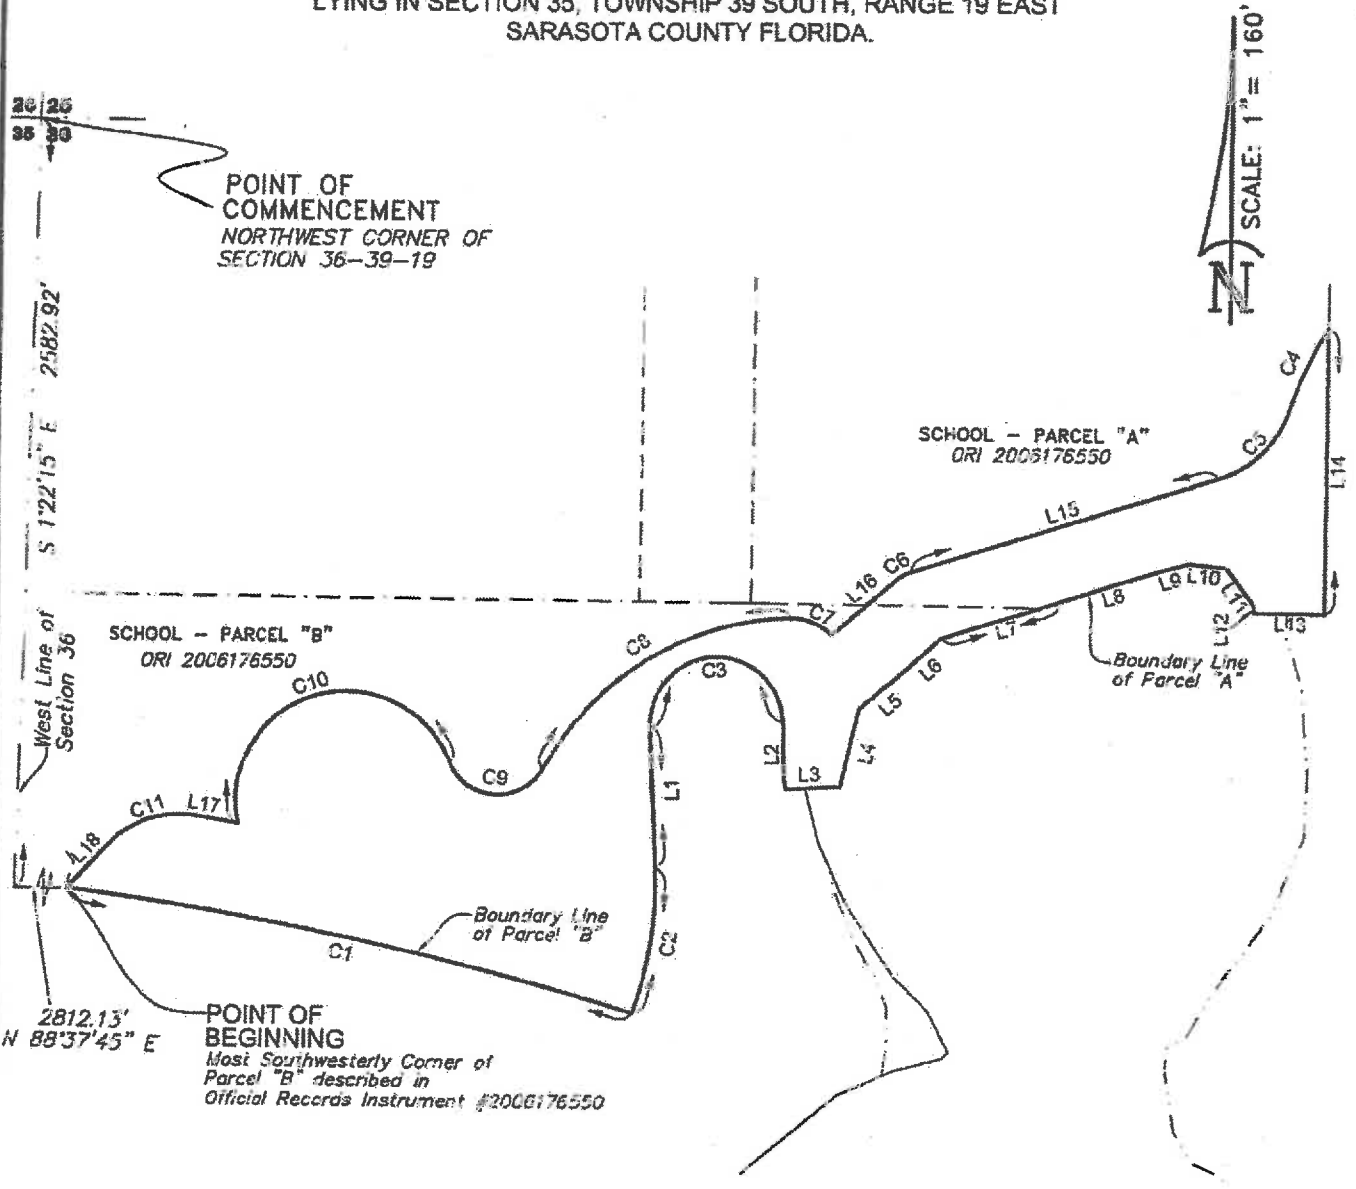 LYING IN SECTION 35, TOWNSHIP 39 SOUTH, RANGE 19 EAST
SARASOTA COUNTY FLORIDA.
SCALE: 1"= 160'
N
26 25
35
POINT OF
COMMENCEMENT
NORTHWEST CORNER OF
SECTION 36-39-19
S 1°22'15" E 2582.92'
West Line of
Section 36
SCHOOL - PARCEL "A"
ORI 2006176550
SCHOOL - PARCEL "B"
ORI 2006176550
C4
C5
L14
L15
C6
L16
C7
C8
C3
L9
L10
L11
L12
L13
L8
L7
L6
L5
L4
L3
L2
L1
Boundary Line
of Parcel "A"
C10
C9
C11
L17
L18
C1
C2
Boundary Line
of Parcel "B"
2812.13'
N 88°37'45" E
POINT OF
BEGINNING
Most Southwesterly Corner of
Parcel "B" described in
Official Records Instrument #2006176550